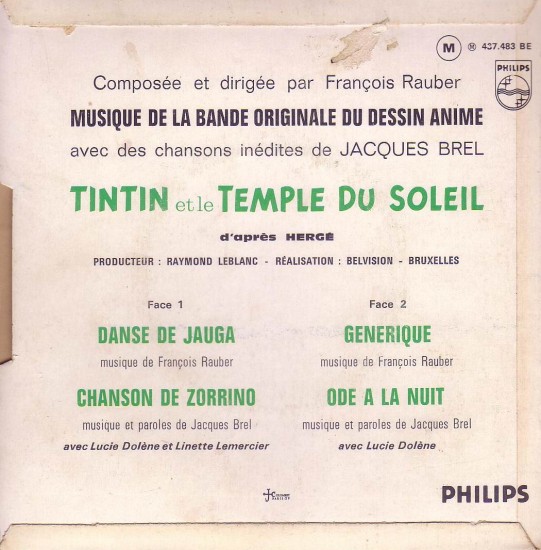 M 437.483 BE
PHILIPS
Composée et dirigée par François Rauber
MUSIQUE DE LA BANDE ORIGINALE DU DESSIN ANIME
avec des chansons inédites de JACQUES BREL
TINTIN et le TEMPLE DU SOLEIL
d'après HERGÉ
PRODUCTEUR : RAYMOND LEBLANC - RÉALISATION : BELVISION - BRUXELLES
Face 1
DANSE DE JAUGA
musique de François Rauber
CHANSON DE ZORRINO
musique et paroles de Jacques Brel
avec Lucie Dolène et Linette Lemercier
Face 2
GENERIQUE
musique de François Rauber
ODE A LA NUIT
musique et paroles de Jacques Brel
avec Lucie Dolène
PHILIPS